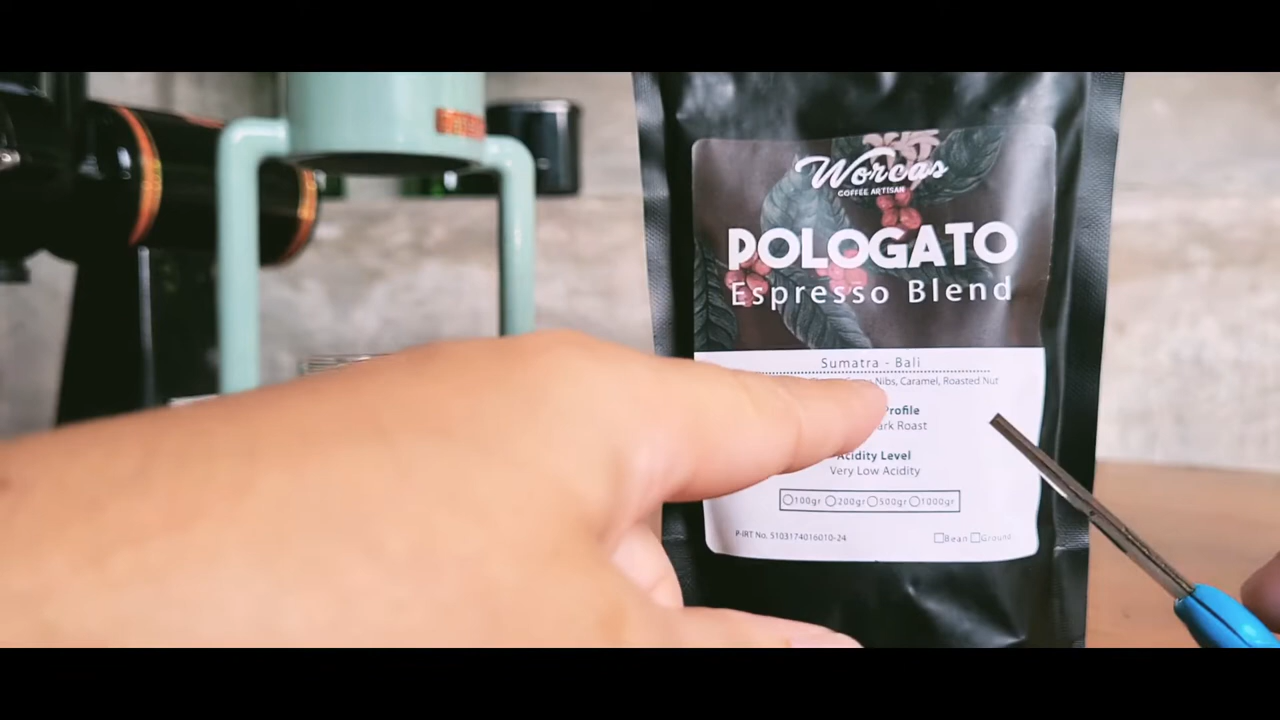 Worcas
COFFEE ARTISAN
POLOGATO
Espresso Blend
Sumatra - Bali
Nibs, Caramel, Roasted Nut
Profile
Roast
Acidity Level
Very Low Acidity
100gr 200gr 500gr 1000gr
P-IRT No. 5103174016010-24
Bean Ground